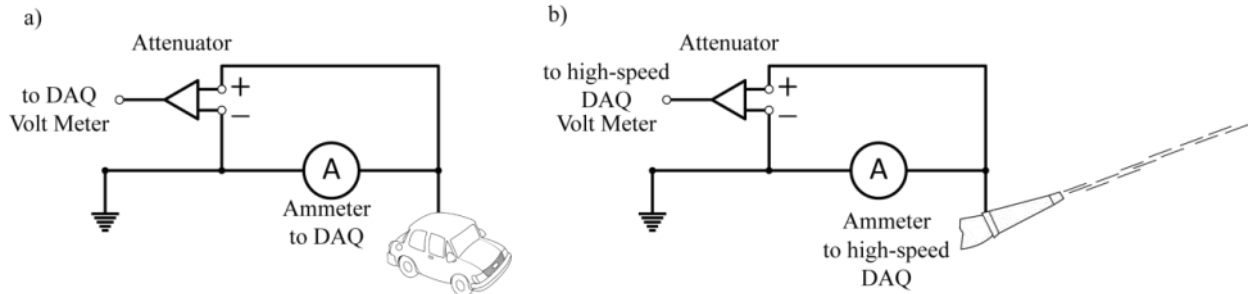 a)
Attenuator
+
to DAQ
Volt Meter
−
A
Ammeter
to DAQ
b)
Attenuator
to high-speed
DAQ
Volt Meter
+
−
A
Ammeter
to high-speed
DAQ